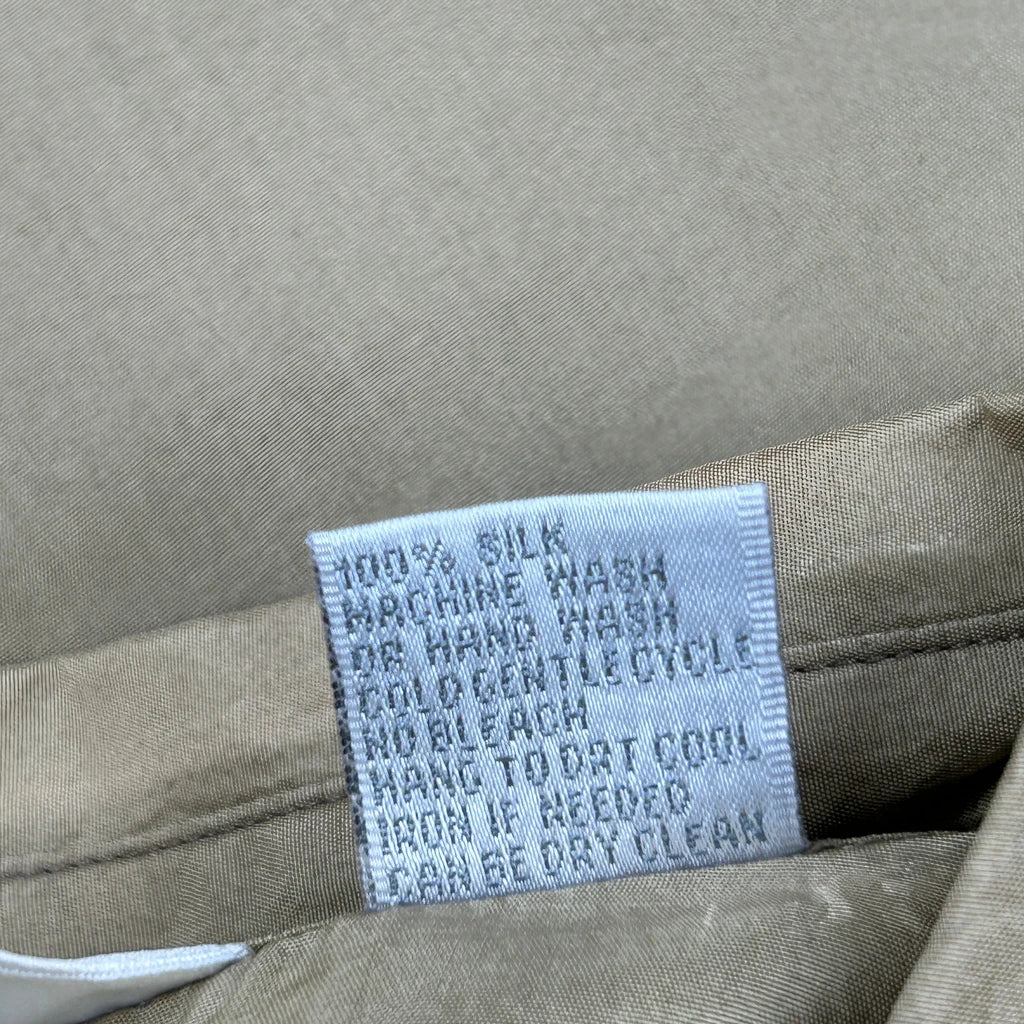 100% SILK
MACHINE WASH
OR HAND WASH
COLD GENTLE CYCLE
NO BLEACH
HANG TO DRT COOL
IRON IF NEEDED
CAN BE DRY CLEAN